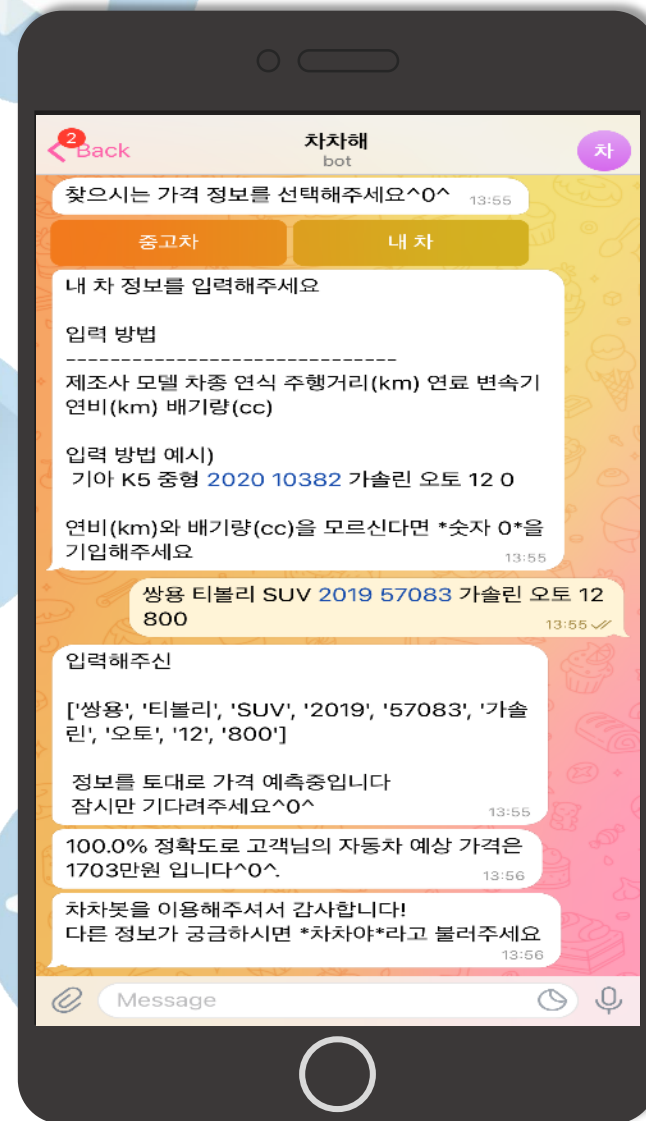 2
Back
차차해
bot
차
찾으시는 가격 정보를 선택해주세요^0^ 13:55
중고차
내 차
내 차 정보를 입력해주세요
입력 방법
------------------------------
제조사 모델 차종 연식 주행거리(km) 연료 변속기
연비(km) 배기량(cc)
입력 방법 예시)
기아 K5 중형 2020 10382 가솔린 오토 12 0
연비(km)와 배기량(cc)을 모르신다면 *숫자 0*을
기입해주세요 13:55
쌍용 티볼리 SUV 2019 57083 가솔린 오토 12
800 13:55
입력해주신
['쌍용', '티볼리', 'SUV', '2019', '57083', '가솔
린', '오토', '12', '800']
정보를 토대로 가격 예측중입니다
잠시만 기다려주세요^0^ 13:55
100.0% 정확도로 고객님의 자동차 예상 가격은
1703만원 입니다^0^. 13:56
차차봇을 이용해주셔서 감사합니다!
다른 정보가 궁금하시면 *차차야*라고 불러주세요
13:56
Message